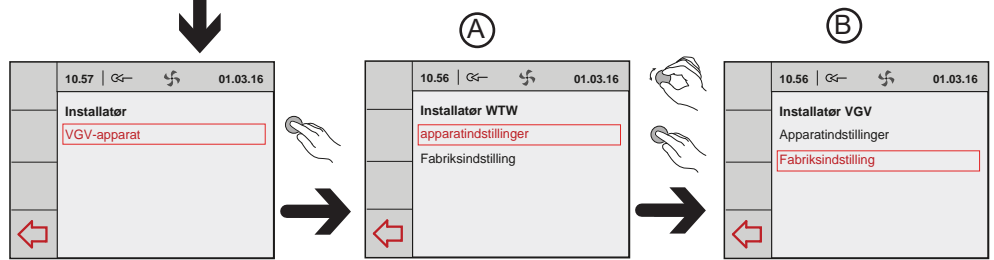 A
B
10.57 01.03.16
Installatør
VGV-apparat
10.56 01.03.16
Installatør WTW
apparatindstillinger
Fabriksindstilling
10.56 01.03.16
Installatør VGV
Apparatindstillinger
Fabriksindstilling